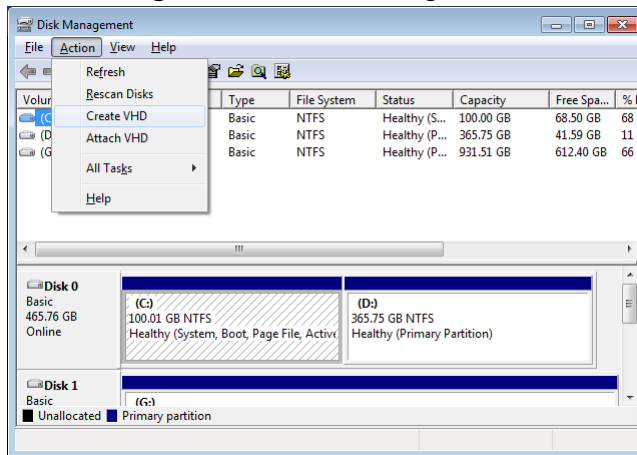 Disk Management
File Action View Help
Refresh
Rescan Disks
Create VHD
Attach VHD
All Tasks
Help
Type File System Status Capacity Free Spa... %
Basic NTFS Healthy (S... 100.00 GB 68.50 GB 68
Basic NTFS Healthy (P... 365.75 GB 41.59 GB 11
Basic NTFS Healthy (P... 931.51 GB 612.40 GB 66
Disk 0
Basic
465.76 GB
Online
(C:)
100.01 GB NTFS
Healthy (System, Boot, Page File, Active
(D:)
365.75 GB NTFS
Healthy (Primary Partition)
Disk 1
Basic
(G:)
Unallocated Primary partition